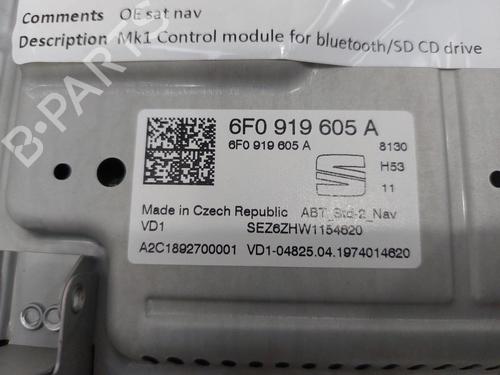 Comments OE sat nav
Description Mk1 Control module for bluetooth/SD CD drive
6F0 919 605 A
6F0 919 605 A 8130
H53
11
Made in Czech Republic ABT_Std-2_Nav
VD1 SEZ6ZHW1154620
A2C1892700001 VD1-04825.04.1974014620
B-PARTS